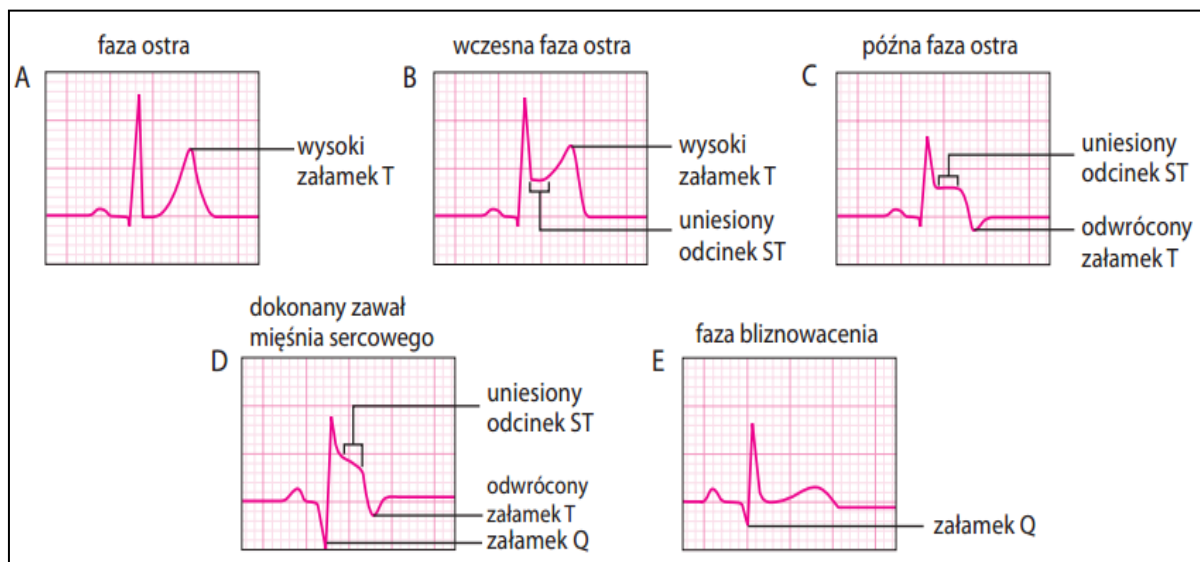 faza ostra
A
wysoki
załamek T
wczesna faza ostra
B
wysoki
załamek T
uniesiony
odcinek ST
późna faza ostra
C
uniesiony
odcinek ST
odwrócony
załamek T
dokonany zawał
mięśnia sercowego
D
uniesiony
odcinek ST
odwrócony
załamek T
załamek Q
faza bliznowacenia
E
załamek Q